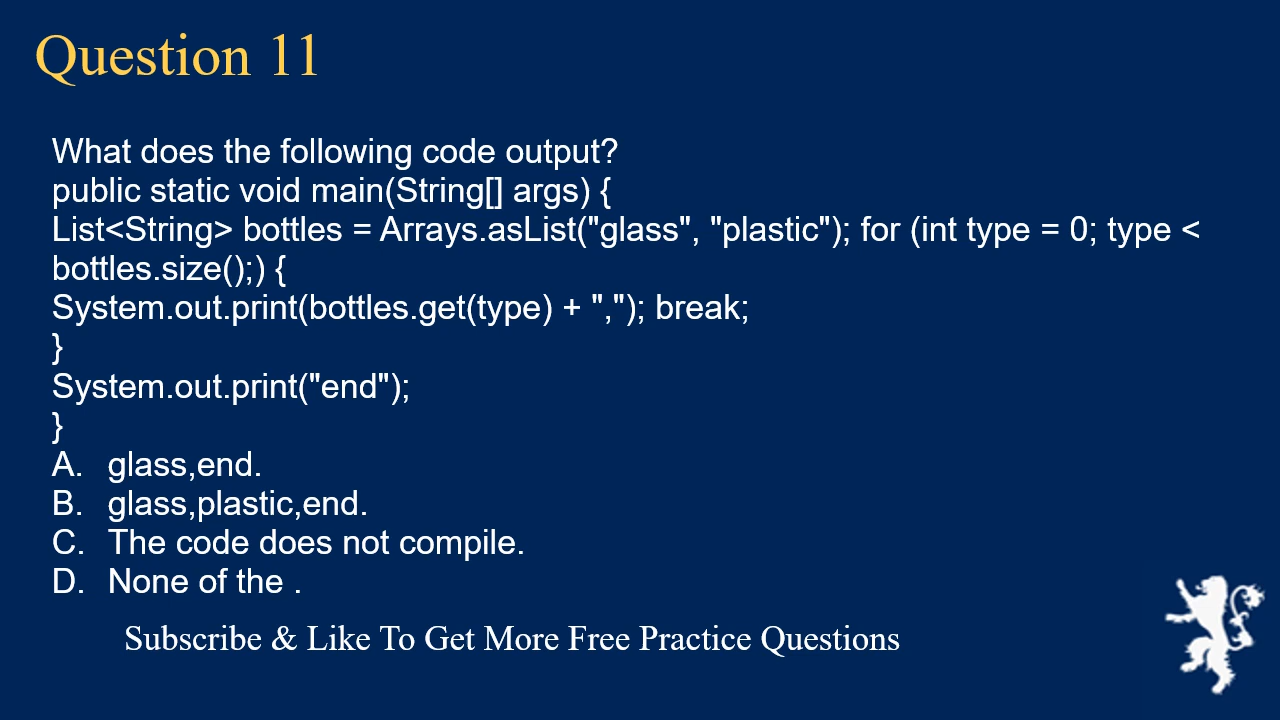 Question 11
What does the following code output?
public static void main(String[] args) {
List<String> bottles = Arrays.asList("glass", "plastic"); for (int type = 0; type <
bottles.size();) {
System.out.print(bottles.get(type) + ","); break;
}
System.out.print("end");
}
A. glass,end.
B. glass,plastic,end.
C. The code does not compile.
D. None of the .
Subscribe & Like To Get More Free Practice Questions